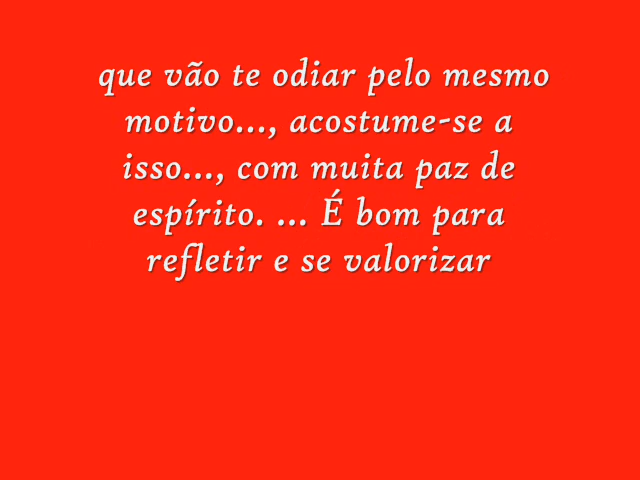 que vão te odiar pelo mesmo
motivo..., acostume-se a
isso..., com muita paz de
espírito. ... É bom para
refletir e se valorizar